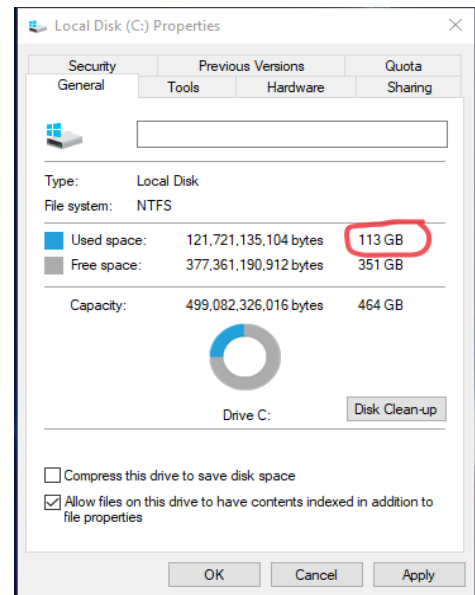 Local Disk (C:) Properties
Security Previous Versions Quota
General Tools Hardware Sharing
Type: Local Disk
File system: NTFS
Used space: 121,721,135,104 bytes 113 GB
Free space: 377,361,190,912 bytes 351 GB
Capacity: 499,082,326,016 bytes 464 GB
Drive C: Disk Clean-up
Compress this drive to save disk space
Allow files on this drive to have contents indexed in addition to
file properties
OK Cancel Apply